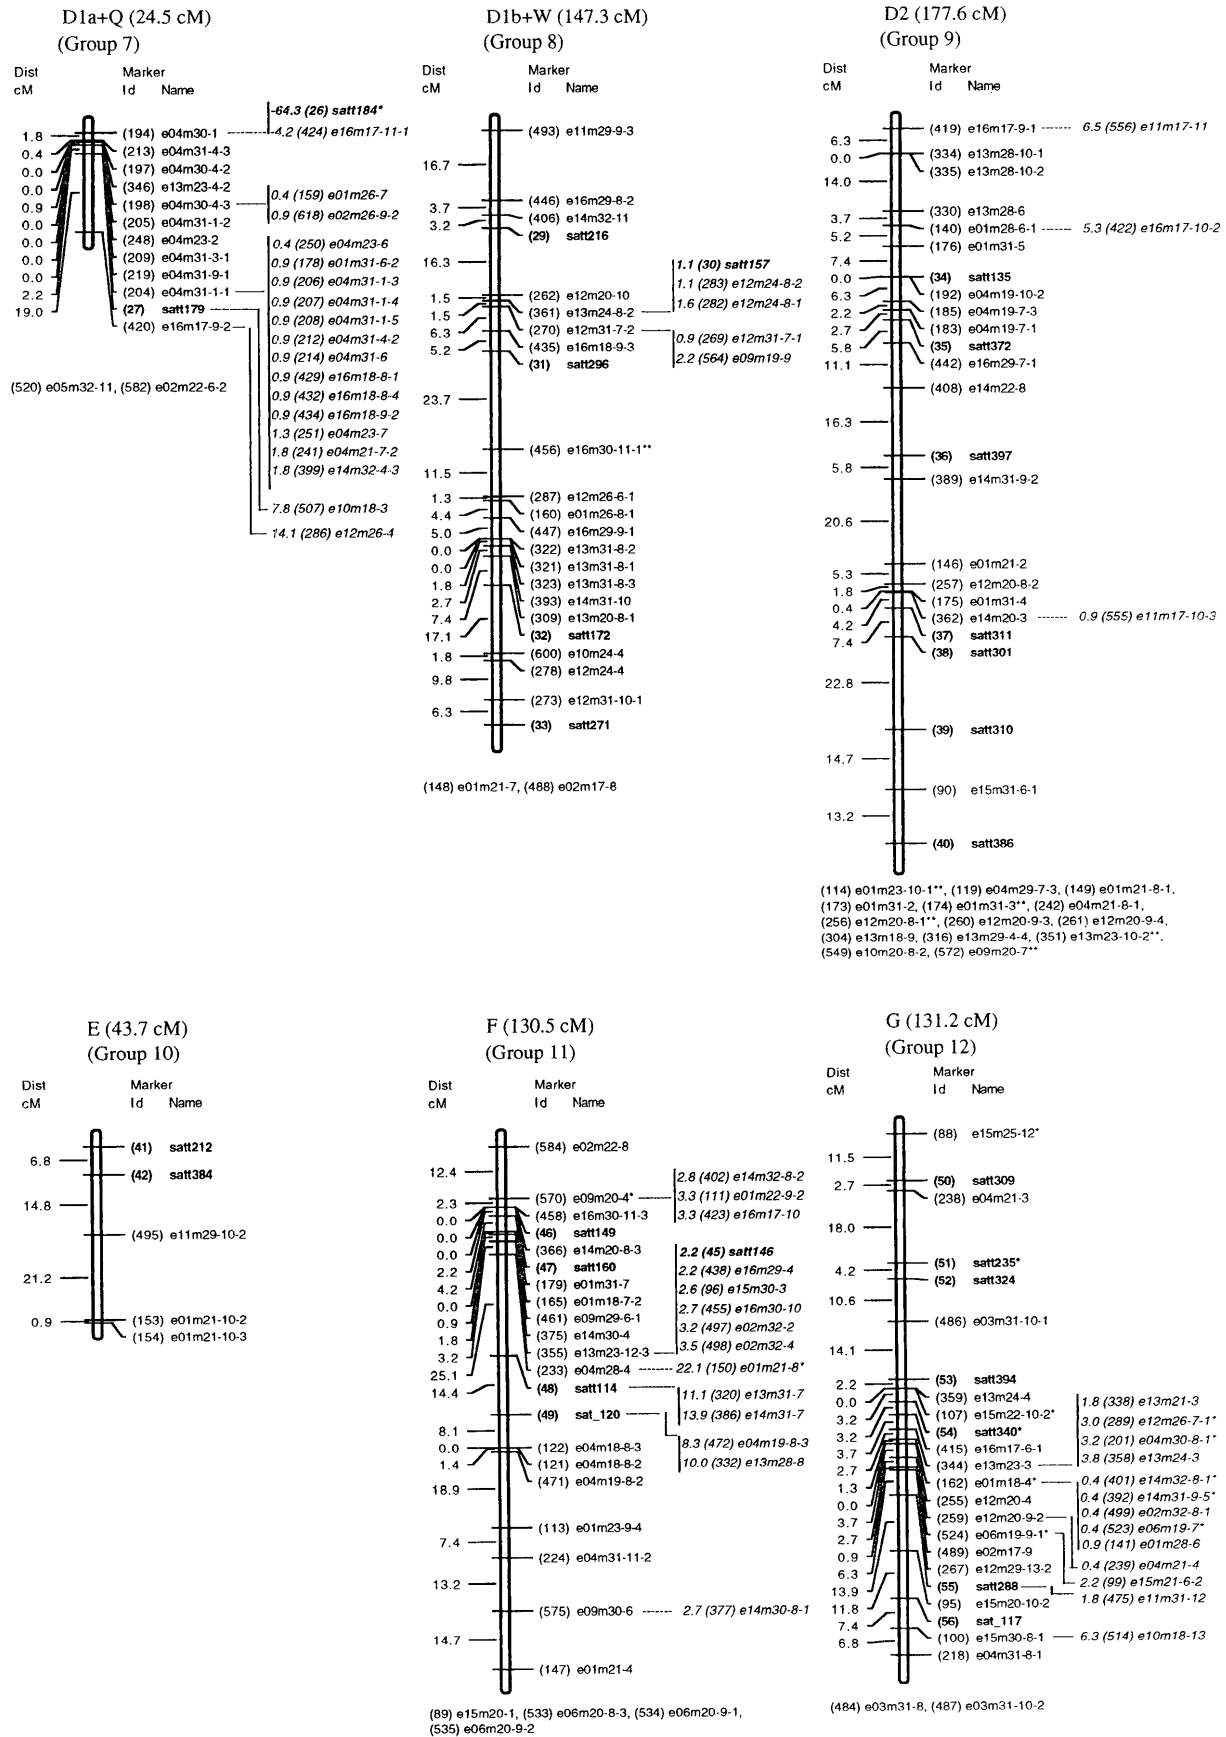 D1a+Q (24.5 cM)
(Group 7)
Dist Marker
cM Id Name
-64.3 (26) satt184*
(194) e04m30-1 -4.2 (424) e16m17-11-1
1.8
(213) e04m31-4-3
0.4
(197) e04m30-4-2
0.0
(346) e13m23-4-2
0.0
(198) e04m30-4-3 0.4 (159) e01m26-7
0.9
(205) e04m31-1-2 0.9 (618) e02m26-9-2
0.0
(248) e04m23-2 0.4 (250) e04m23-6
0.0
(209) e04m31-3-1 0.9 (178) e01m31-6-2
0.0
(219) e04m31-9-1 0.9 (206) e04m31-1-3
0.0
(204) e04m31-1-1 0.9 (207) e04m31-1-4
2.2
(27) satt179 0.9 (208) e04m31-1-5
19.0
(420) e16m17-9-2 0.9 (212) e04m31-4-2
0.9 (214) e04m31-6
0.9 (429) e16m18-8-1
0.9 (432) e16m18-8-4
0.9 (434) e16m18-9-2
1.3 (251) e04m23-7
1.8 (241) e04m21-7-2
1.8 (399) e14m32-4-3
7.8 (507) e10m18-3
14.1 (286) e12m26-4
(520) e05m32-11, (582) e02m22-6-2
D1b+W (147.3 cM)
(Group 8)
Dist Marker
cM Id Name
(493) e11m29-9-3
16.7
(446) e16m29-8-2
3.7
(406) e14m32-11
3.2
(29) satt216
16.3
1.1 (30) satt157
1.1 (283) e12m24-8-2
1.6 (282) e12m24-8-1
(262) e12m20-10
1.5
(361) e13m24-8-2
1.5
(270) e12m31-7-2 0.9 (269) e12m31-7-1
6.3
(435) e16m18-9-3 2.2 (564) e09m19-9
5.2
(31) satt296
23.7
(456) e16m30-11-1**
11.5
(287) e12m26-6-1
1.3
(160) e01m26-8-1
4.4
(447) e16m29-9-1
5.0
(322) e13m31-8-2
0.0
(321) e13m31-8-1
0.0
(323) e13m31-8-3
1.8
(393) e14m31-10
2.7
(309) e13m20-8-1
7.4
(32) satt172
17.1
(600) e10m24-4
1.8
(278) e12m24-4
9.8
(273) e12m31-10-1
6.3
(33) satt271
(148) e01m21-7, (488) e02m17-8
D2 (177.6 cM)
(Group 9)
Dist Marker
cM Id Name
(419) e16m17-9-1 6.5 (556) e11m17-11
6.3
(334) e13m28-10-1
0.0
(335) e13m28-10-2
14.0
(330) e13m28-6
3.7
(140) e01m28-6-1 5.3 (422) e16m17-10-2
5.2
(176) e01m31-5
7.4
(34) satt135
0.0
(192) e04m19-10-2
6.3
(185) e04m19-7-3
2.2
(183) e04m19-7-1
2.7
(35) satt372
5.8
(442) e16m29-7-1
11.1
(408) e14m22-8
16.3
(36) satt397
5.8
(389) e14m31-9-2
20.6
(146) e01m21-2
5.3
(257) e12m20-8-2
1.8
(175) e01m31-4
0.4
(362) e14m20-3 0.9 (555) e11m17-10-3
4.2
(37) satt311
7.4
(38) satt301
22.8
(39) satt310
14.7
(90) e15m31-6-1
13.2
(40) satt386
(114) e01m23-10-1**, (119) e04m29-7-3, (149) e01m21-8-1,
(173) e01m31-2, (174) e01m31-3**, (242) e04m21-8-1,
(256) e12m20-8-1**, (260) e12m20-9-3, (261) e12m20-9-4,
(304) e13m18-9, (316) e13m29-4-4, (351) e13m23-10-2**,
(549) e10m20-8-2, (572) e09m20-7**
E (43.7 cM)
(Group 10)
Dist Marker
cM Id Name
(41) satt212
6.8
(42) satt384
14.8
(495) e11m29-10-2
21.2
(153) e01m21-10-2
0.9
(154) e01m21-10-3
F (130.5 cM)
(Group 11)
Dist Marker
cM Id Name
(584) e02m22-8
12.4
2.8 (402) e14m32-8-2
(570) e09m20-4* 3.3 (111) e01m22-9-2
2.3
(458) e16m30-11-3 3.3 (423) e16m17-10
0.0
(46) satt149
0.0
(366) e14m20-8-3 2.2 (45) satt146
0.0
(47) satt160 2.2 (438) e16m29-4
2.2
(179) e01m31-7 2.6 (96) e15m30-3
4.2
(165) e01m18-7-2 2.7 (455) e16m30-10
0.0
(461) e09m29-6-1 3.2 (497) e02m32-2
0.9
(375) e14m30-4 3.5 (498) e02m32-4
1.8
(355) e13m23-12-3
3.2
(233) e04m28-4 22.1 (150) e01m21-8*
25.1
(48) satt114 11.1 (320) e13m31-7
14.4
(49) sat_120 13.9 (386) e14m31-7
8.1
(122) e04m18-8-3 8.3 (472) e04m19-8-3
0.0
(121) e04m18-8-2 10.0 (332) e13m28-8
1.4
(471) e04m19-8-2
18.9
(113) e01m23-9-4
7.4
(224) e04m31-11-2
13.2
(575) e09m30-6 2.7 (377) e14m30-8-1
14.7
(147) e01m21-4
(89) e15m20-1, (533) e06m20-8-3, (534) e06m20-9-1,
(535) e06m20-9-2
G (131.2 cM)
(Group 12)
Dist Marker
cM Id Name
(88) e15m25-12*
11.5
(50) satt309
2.7
(238) e04m21-3
18.0
(51) satt235*
4.2
(52) satt324
10.6
(486) e03m31-10-1
14.1
(53) satt394
2.2
(359) e13m24-4 1.8 (338) e13m21-3
0.0
(107) e15m22-10-2* 3.0 (289) e12m26-7-1*
3.2
(54) satt340* 3.2 (201) e04m30-8-1*
3.2
(415) e16m17-6-1 3.8 (358) e13m24-3
3.7
(344) e13m23-3
2.7
(162) e01m18-4* 0.4 (401) e14m32-8-1*
1.3
(255) e12m20-4 0.4 (392) e14m31-9-5*
0.0
(259) e12m20-9-2 0.4 (499) e02m32-8-1
3.7
(524) e06m19-9-1* 0.4 (523) e06m19-7*
2.7
(489) e02m17-9 0.9 (141) e01m28-6
0.9
(267) e12m29-13-2 0.4 (239) e04m21-4
6.3
(55) satt288 2.2 (99) e15m21-6-2
13.9
(95) e15m20-10-2 1.8 (475) e11m31-12
11.8
(56) sat_117
7.4
(100) e15m30-8-1 6.3 (514) e10m18-13
6.8
(218) e04m31-8-1
(484) e03m31-8, (487) e03m31-10-2